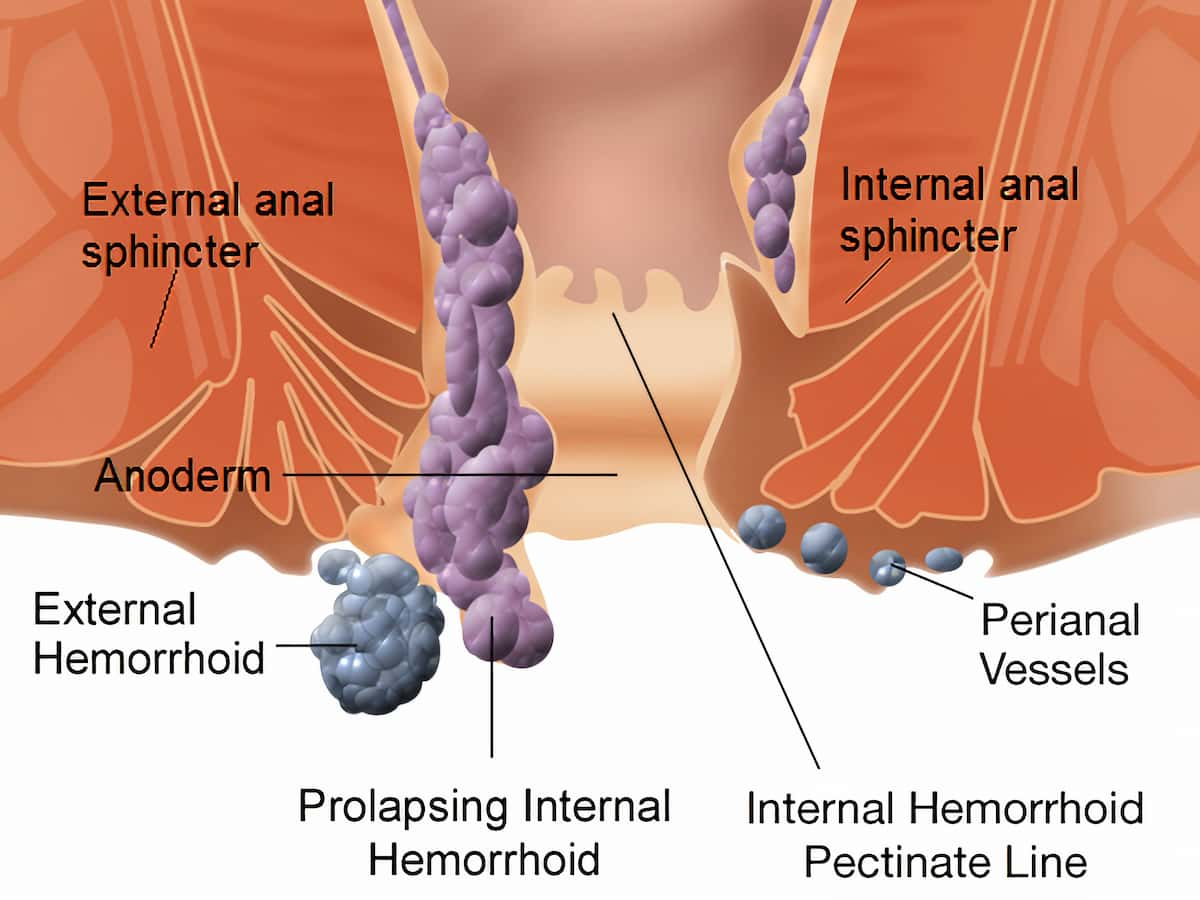 External anal
sphincter
Internal anal
sphincter
Anoderm
External
Hemorrhoid
Perianal
Vessels
Prolapsing Internal
Hemorrhoid
Internal Hemorrhoid
Pectinate Line